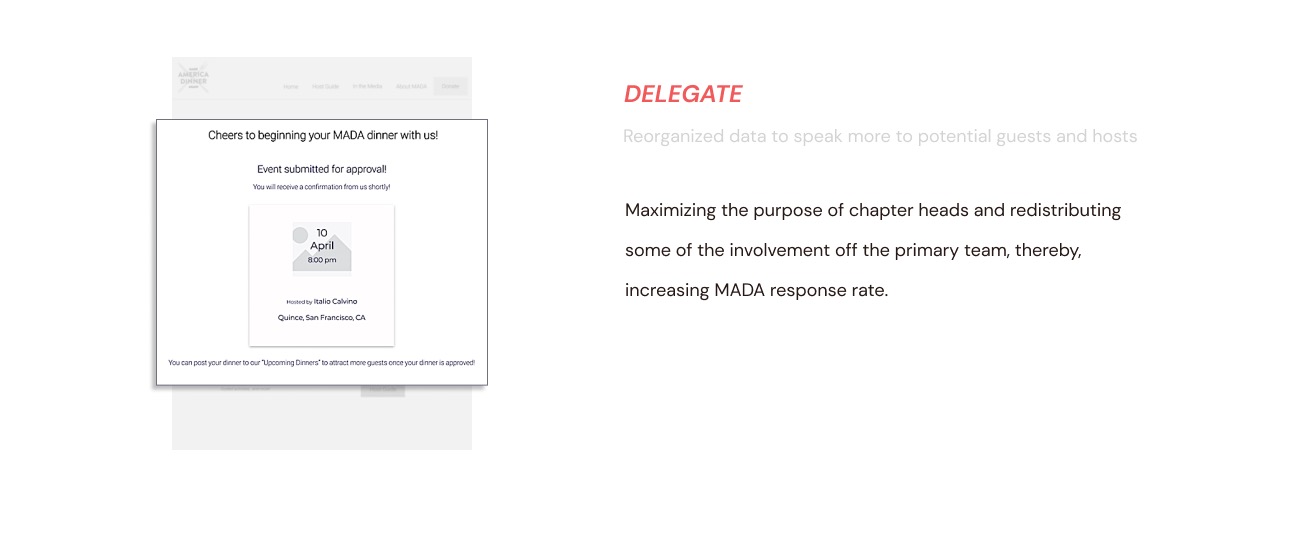 AMERICA
DINNER
Home Host Guide In the Media About MADA Donate
Cheers to beginning your MADA dinner with us!
Event submitted for approval!
You will receive a confirmation from us shortly!
10
April
8:00 pm
Hosted by Italio Calvino
Quince, San Francisco, CA
You can post your dinner to our "Upcoming Dinners" to attract more guests once your dinner is approved!
DELEGATE
Reorganized data to speak more to potential guests and hosts
Maximizing the purpose of chapter heads and redistributing
some of the involvement off the primary team, thereby,
increasing MADA response rate.